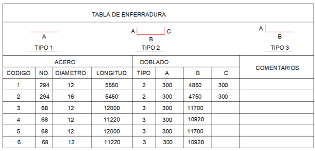 TABLA DE ENFERRADURA
A A C A
B B
TIPO 1 TIPO 2 TIPO 3
ACERO DOBLADO COMENTARIOS
CODIGO NO. DIAMETRO LONGITUD TIPO A B C
1 294 12 5550 2 300 4850 300
2 294 16 5450 2 300 4750 300
3 68 12 12000 3 300 11700
4 68 12 11220 3 300 10920
5 68 12 12000 3 300 11700
6 68 12 11220 3 300 10920